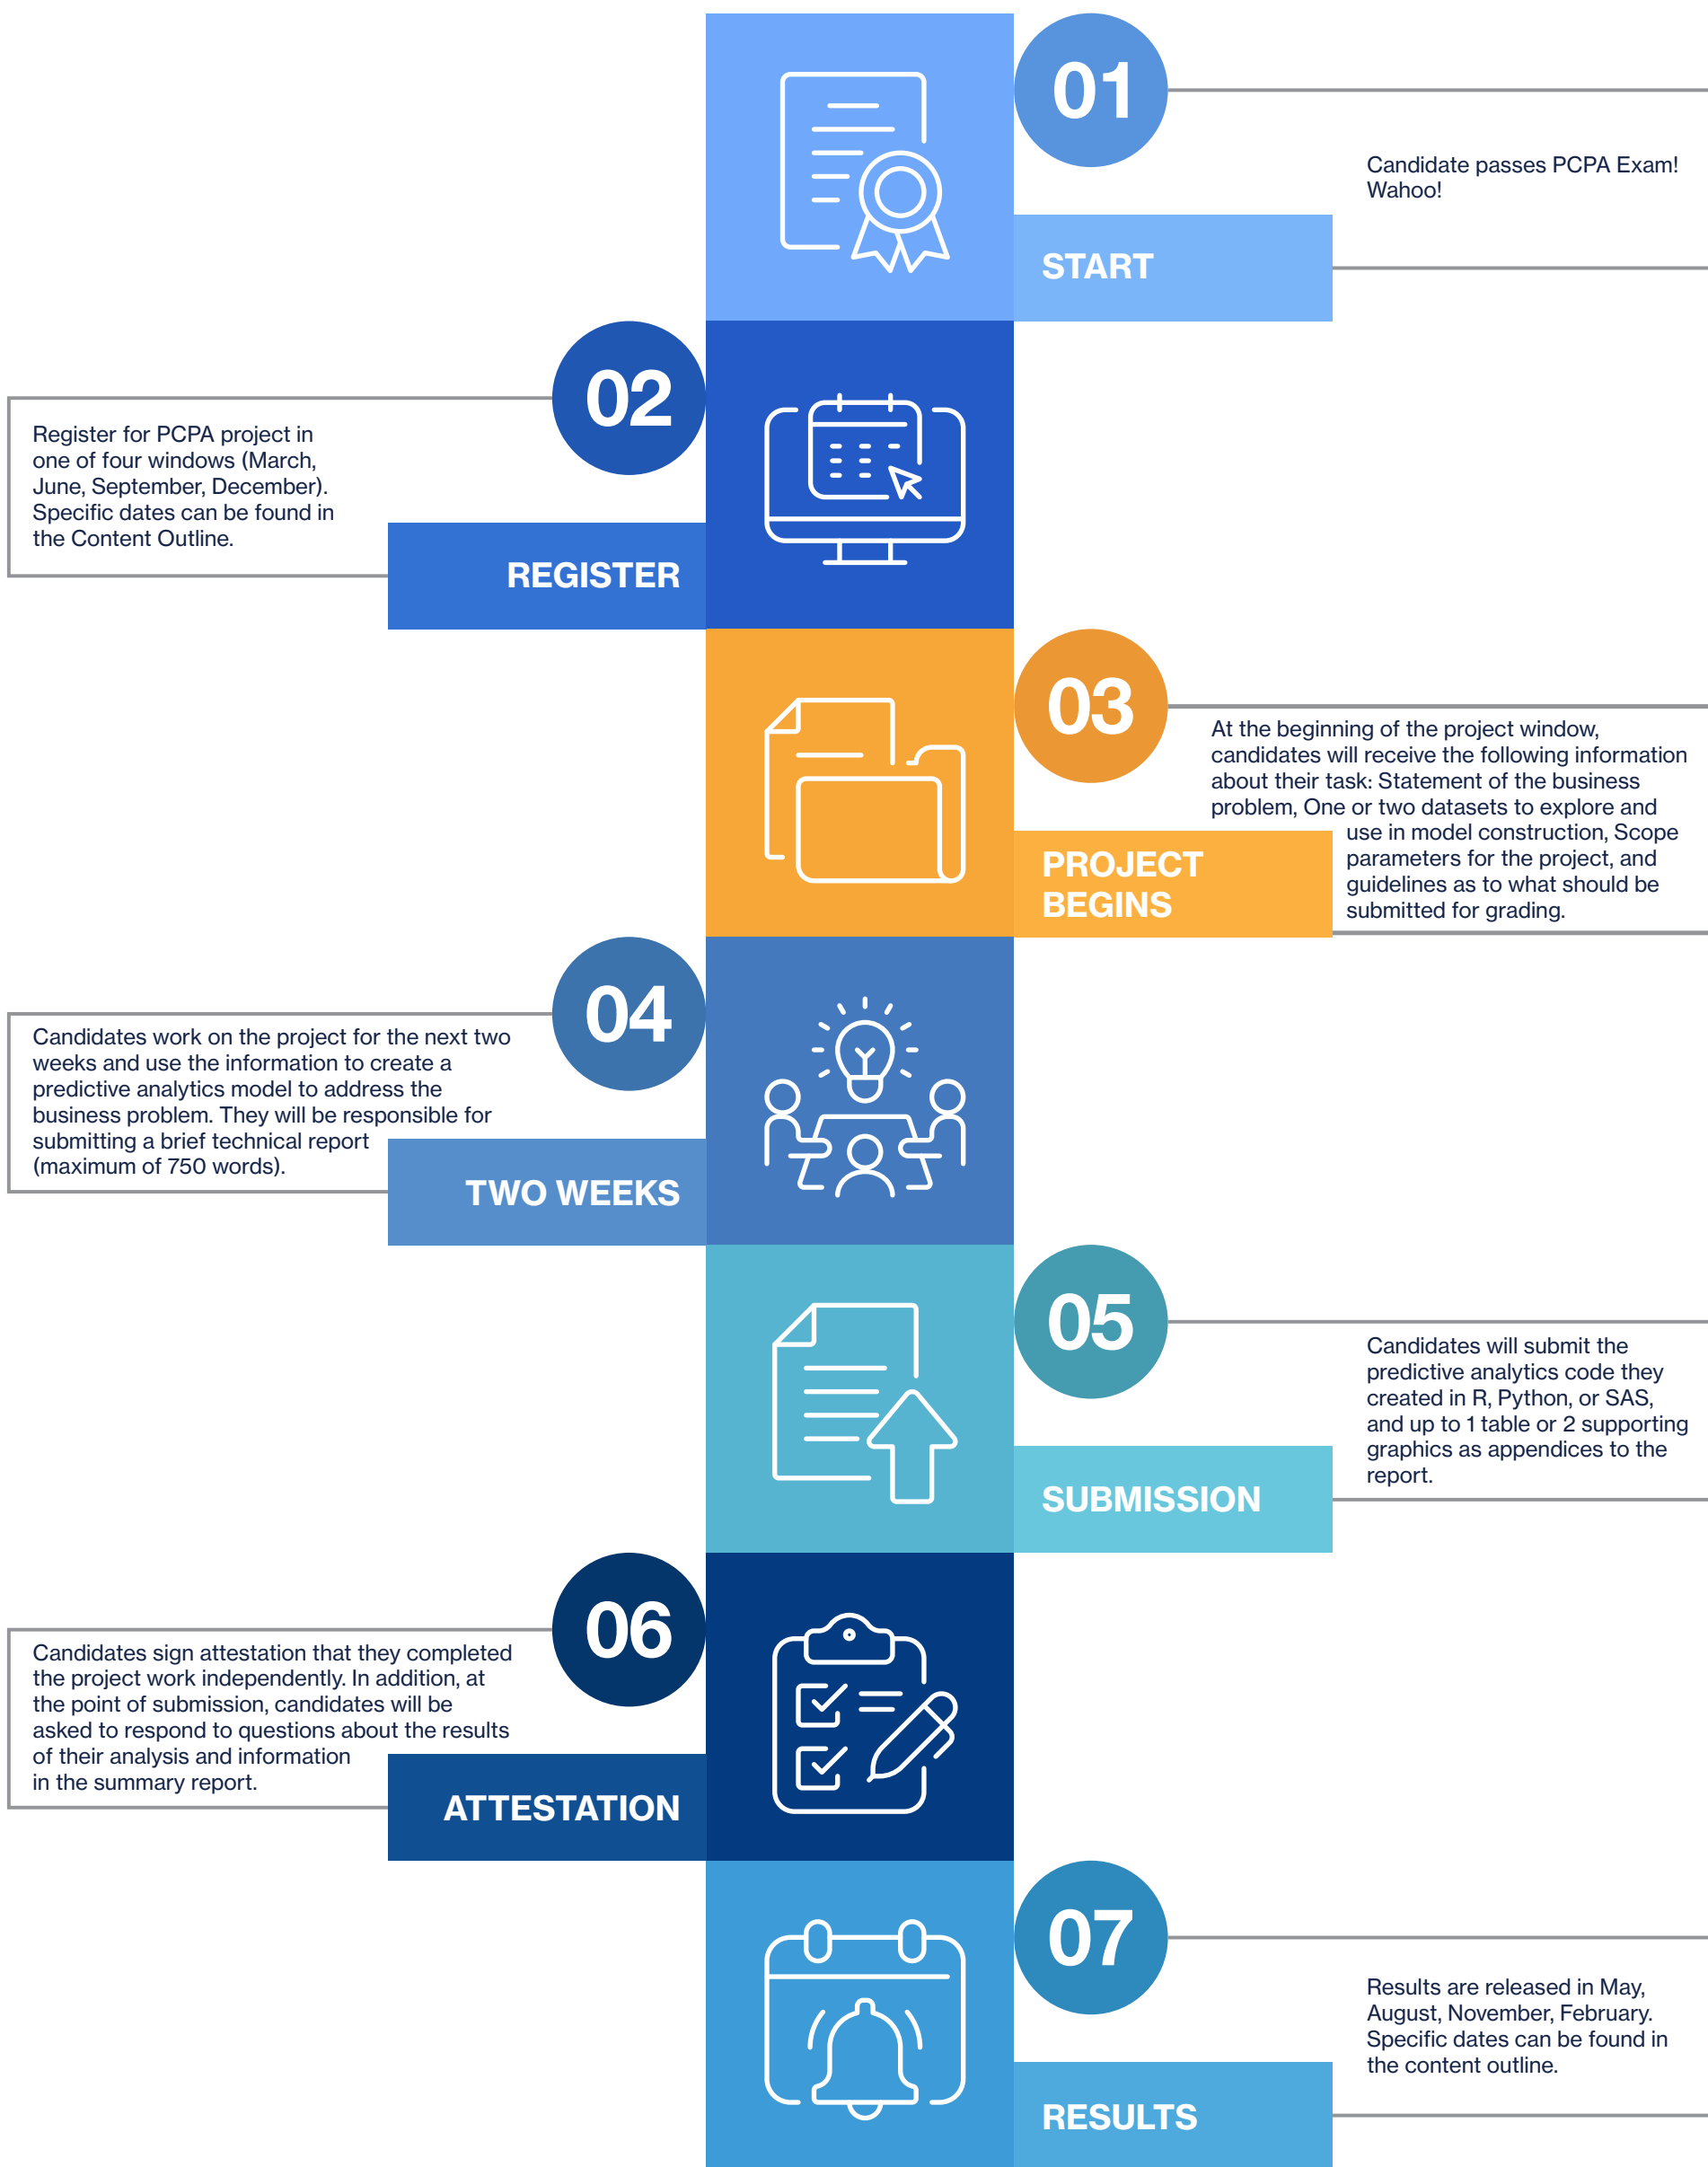 01
Candidate passes PCPA Exam!
Wahoo!
START
02
Register for PCPA project in
one of four windows (March,
June, September, December).
Specific dates can be found in
the Content Outline.
REGISTER
03
At the beginning of the project window,
candidates will receive the following information
about their task: Statement of the business
problem, One or two datasets to explore and
use in model construction, Scope
parameters for the project, and
guidelines as to what should be
submitted for grading.
PROJECT
BEGINS
04
Candidates work on the project for the next two
weeks and use the information to create a
predictive analytics model to address the
business problem. They will be responsible for
submitting a brief technical report
(maximum of 750 words).
TWO WEEKS
05
Candidates will submit the
predictive analytics code they
created in R, Python, or SAS,
and up to 1 table or 2 supporting
graphics as appendices to the
report.
SUBMISSION
06
Candidates sign attestation that they completed
the project work independently. In addition, at
the point of submission, candidates will be
asked to respond to questions about the results
of their analysis and information
in the summary report.
ATTESTATION
07
Results are released in May,
August, November, February.
Specific dates can be found in
the content outline.
RESULTS